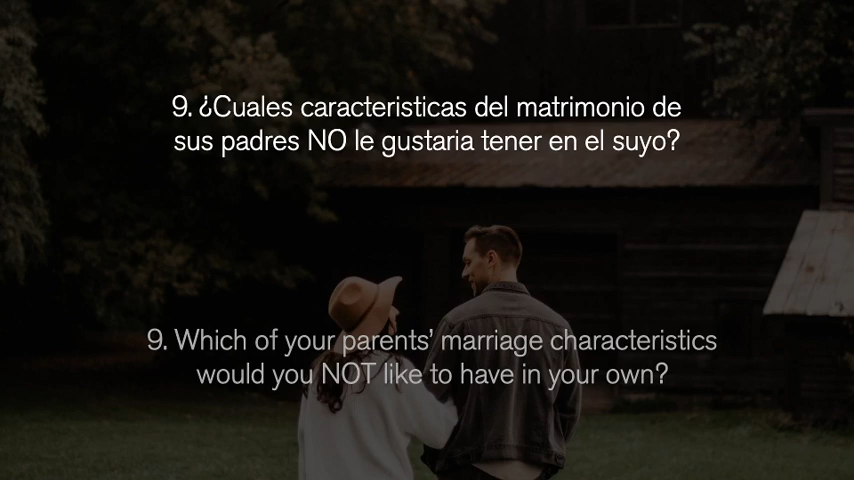 9. ¿Cuales caracteristicas del matrimonio de
sus padres NO le gustaria tener en el suyo?
9. Which of your parents’ marriage characteristics
would you NOT like to have in your own?